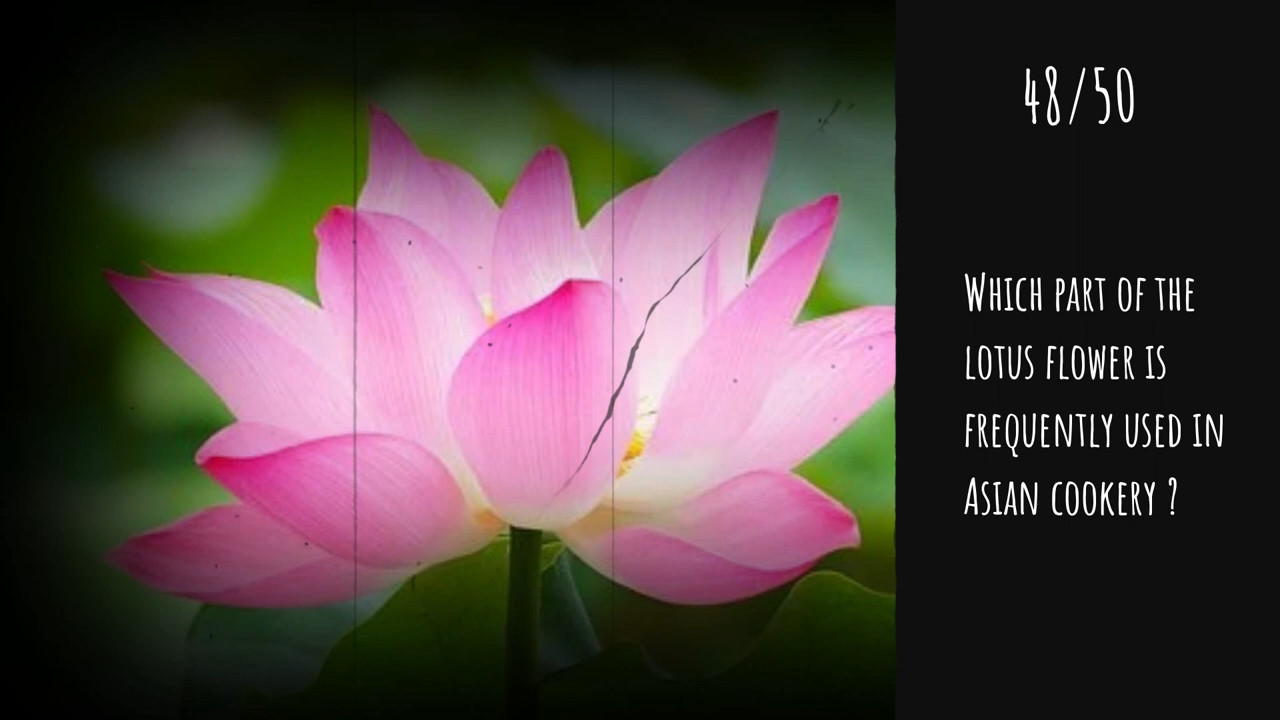 48/50
Which part of the
lotus flower is
frequently used in
Asian cookery ?